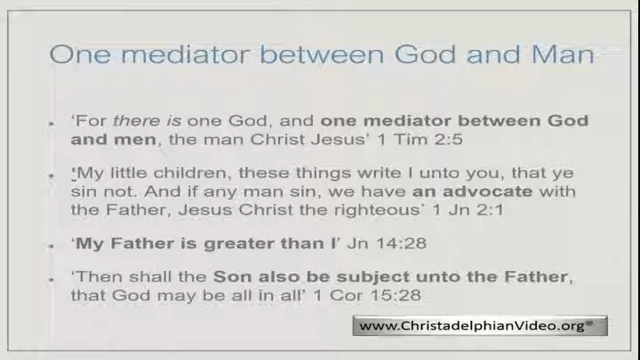 One mediator between God and Man
• 'For there is one God, and one mediator between God
and men, the man Christ Jesus' 1 Tim 2:5
• 'My little children, these things write I unto you, that ye
sin not. And if any man sin, we have an advocate with
the Father, Jesus Christ the righteous' 1 Jn 2:1
• 'My Father is greater than I' Jn 14:28
• 'Then shall the Son also be subject unto the Father,
that God may be all in all' 1 Cor 15:28
www.ChristadelphianVideo.org®